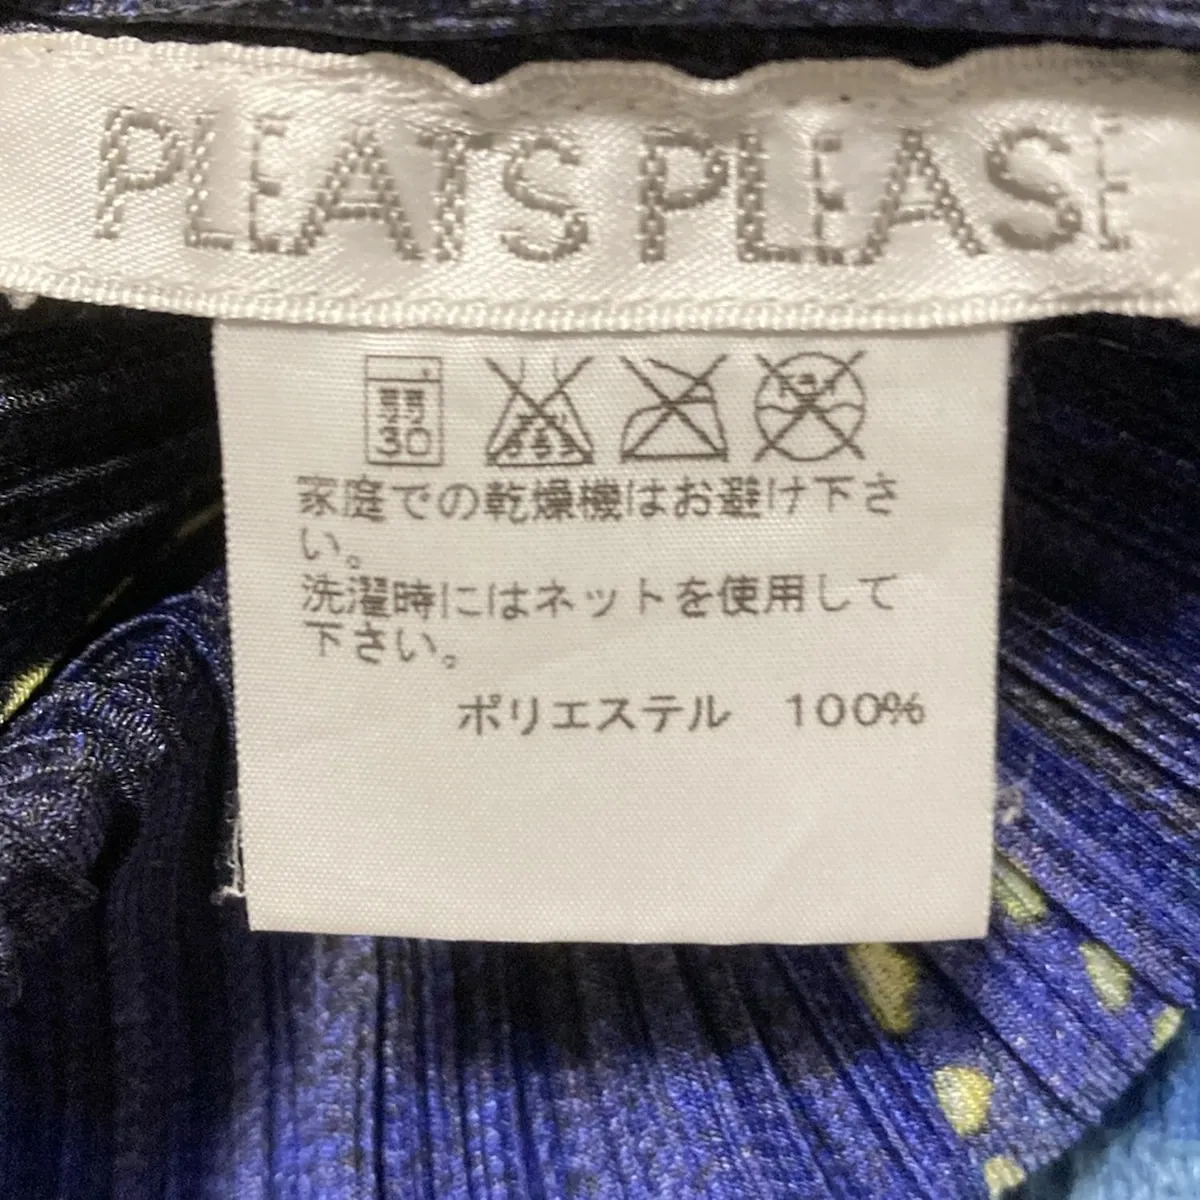 PLEATS PLEASE
弱
30
家庭での乾燥機はお避け下さ
い。
洗濯時にはネットを使用して
下さい。
ポリエステル 100%